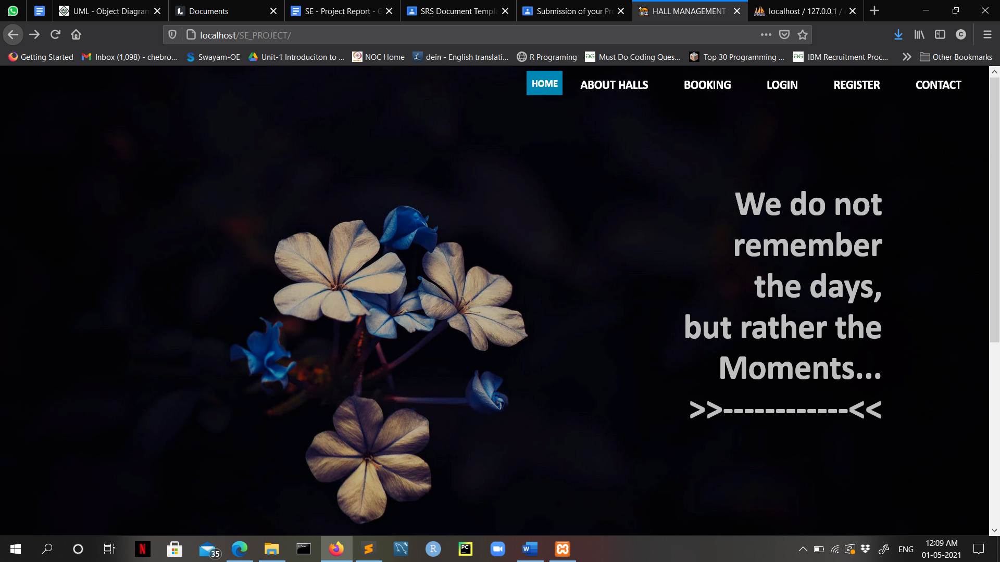 UML - Object Diagram
Documents
SE - Project Report - G
SRS Document Templa
Submission of your Pr
HALL MANAGEMENT
localhost / 127.0.0.1 /
localhost/SE_PROJECT/
Getting Started
Inbox (1,098) - chebro...
Swayam-OE
Unit-1 Introduciton to ...
NOC Home
dein - English translati...
R Programing
Must Do Coding Ques...
Top 30 Programming ...
IBM Recruitment Proc...
Other Bookmarks
HOME
ABOUT HALLS
BOOKING
LOGIN
REGISTER
CONTACT
We do not
remember
the days,
but rather the
Moments...
>>------------<<
35
ENG
12:09 AM
01-05-2021